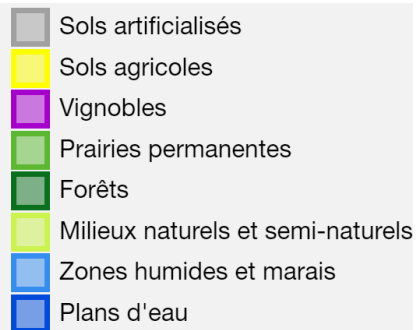 Sols artificialisés
Sols agricoles
Vignobles
Prairies permanentes
Forêts
Milieux naturels et semi-naturels
Zones humides et marais
Plans d'eau